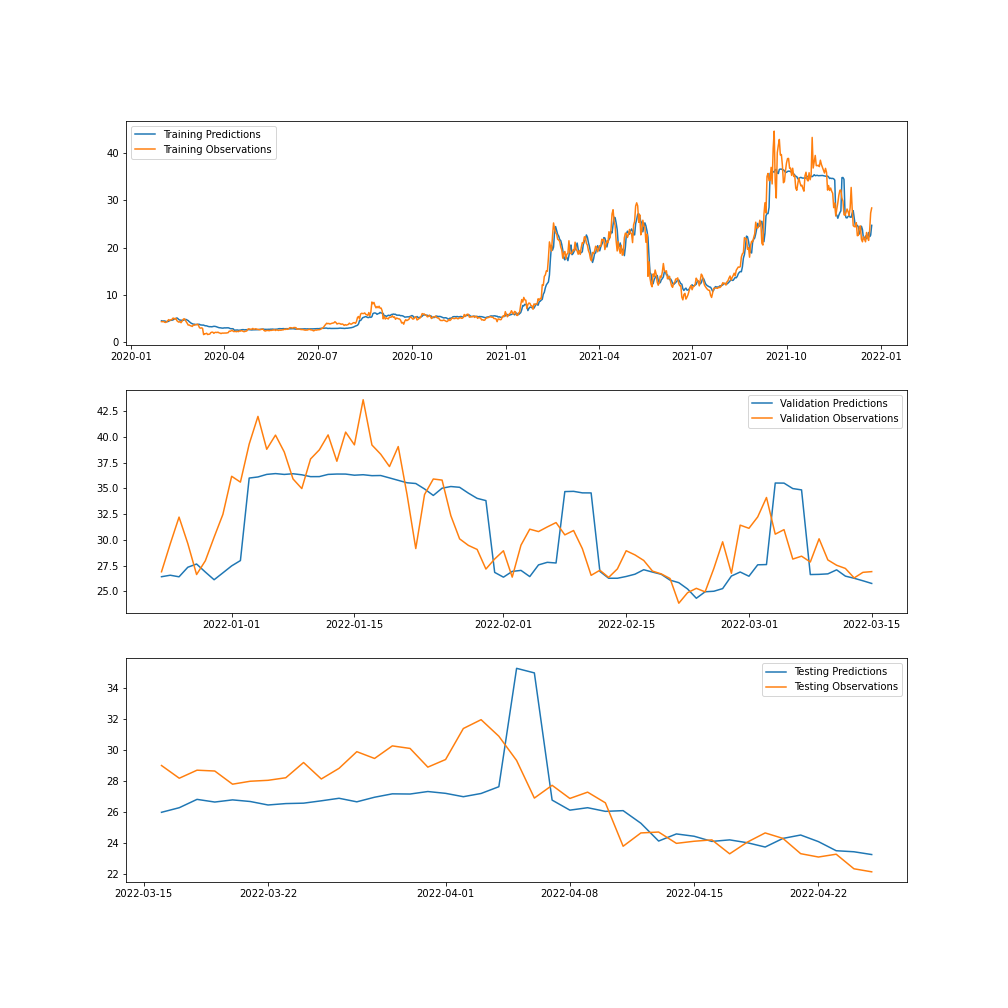 Training Predictions
Training Observations
40
30
20
10
0
2020-01 2020-04 2020-07 2020-10 2021-01 2021-04 2021-07 2021-10 2022-01
Validation Predictions
Validation Observations
42.5
40.0
37.5
35.0
32.5
30.0
27.5
25.0
2022-01-01 2022-01-15 2022-02-01 2022-02-15 2022-03-01 2022-03-15
Testing Predictions
Testing Observations
34
32
30
28
26
24
22
2022-03-15 2022-03-22 2022-04-01 2022-04-08 2022-04-15 2022-04-22